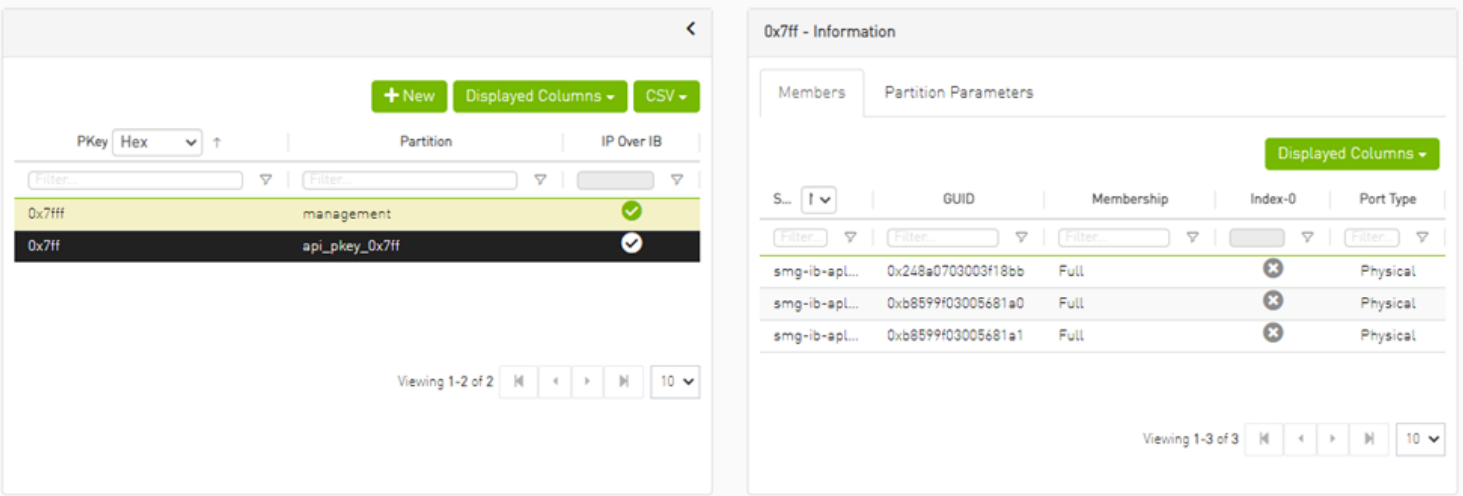 + New Displayed Columns CSV
PKey Hex ↑ Partition IP Over IB
Filter... Filter...
0x7fff management
0x7ff api_pkey_0x7ff
Viewing 1-2 of 2 10
0x7ff - Information
Members Partition Parameters
Displayed Columns
S... GUID Membership Index-0 Port Type
Filter... Filter... Filter... Filter...
smg-ib-apl... 0x248a0703003f18bb Full Physical
smg-ib-apl... 0xb8599f03005681a0 Full Physical
smg-ib-apl... 0xb8599f03005681a1 Full Physical
Viewing 1-3 of 3 10